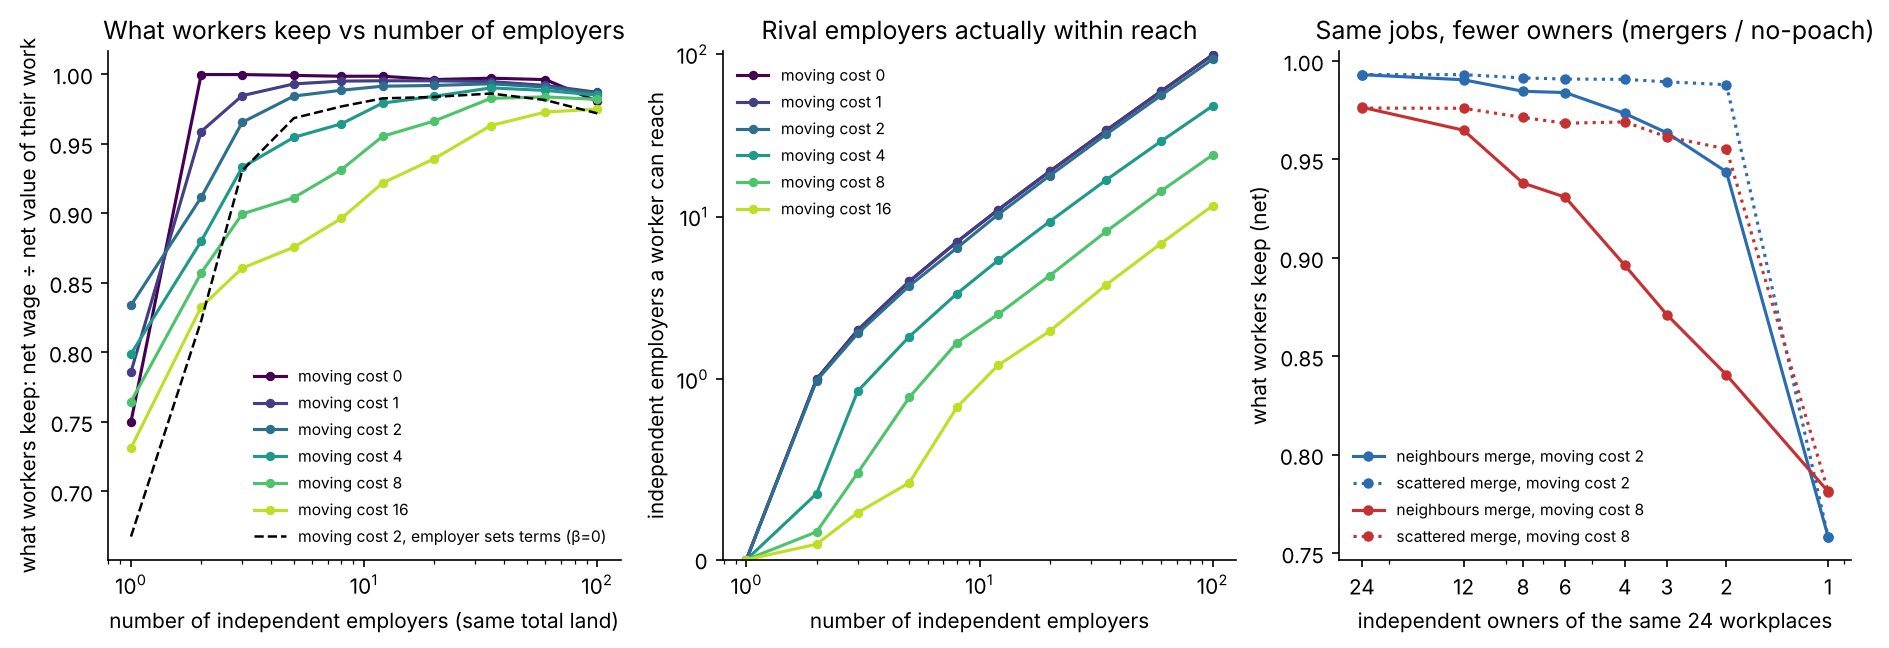 What workers keep vs number of employers
what workers keep: net wage ÷ net value of their work
1.00
0.95
0.90
0.85
0.80
0.75
0.70
moving cost 0
moving cost 1
moving cost 2
moving cost 4
moving cost 8
moving cost 16
moving cost 2, employer sets terms (β=0)
10⁰
10¹
10²
number of independent employers (same total land)
Rival employers actually within reach
independent employers a worker can reach
10²
10¹
10⁰
0
moving cost 0
moving cost 1
moving cost 2
moving cost 4
moving cost 8
moving cost 16
10⁰
10¹
10²
number of independent employers
Same jobs, fewer owners (mergers / no-poach)
what workers keep (net)
1.00
0.95
0.90
0.85
0.80
0.75
neighbours merge, moving cost 2
scattered merge, moving cost 2
neighbours merge, moving cost 8
scattered merge, moving cost 8
24
12
8
6
4
3
2
1
independent owners of the same 24 workplaces